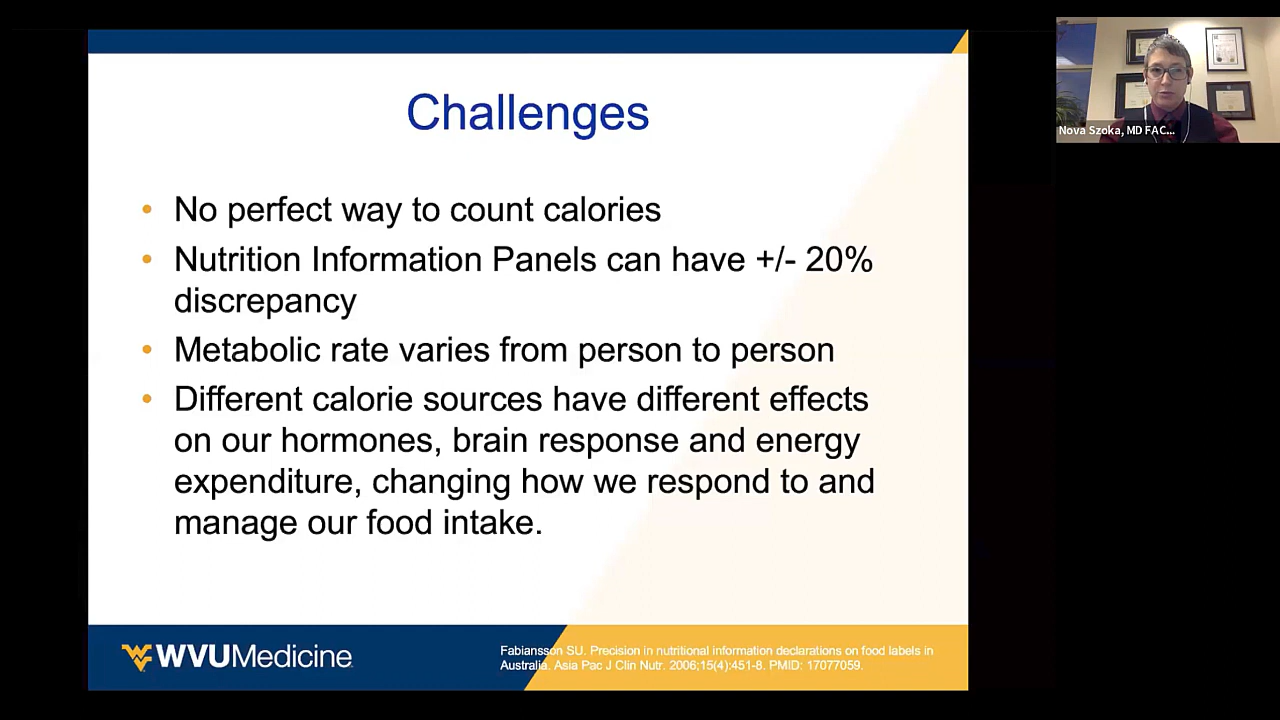 Challenges
• No perfect way to count calories
• Nutrition Information Panels can have +/- 20%
discrepancy
• Metabolic rate varies from person to person
• Different calorie sources have different effects
on our hormones, brain response and energy
expenditure, changing how we respond to and
manage our food intake.
WVUMedicine
Fabiansson SU. Precision in nutritional information declarations on food labels in
Australia. Asia Pac J Clin Nutr. 2006;15(4):451-8. PMID: 17077059.
Nova Szoka, MD FAC...